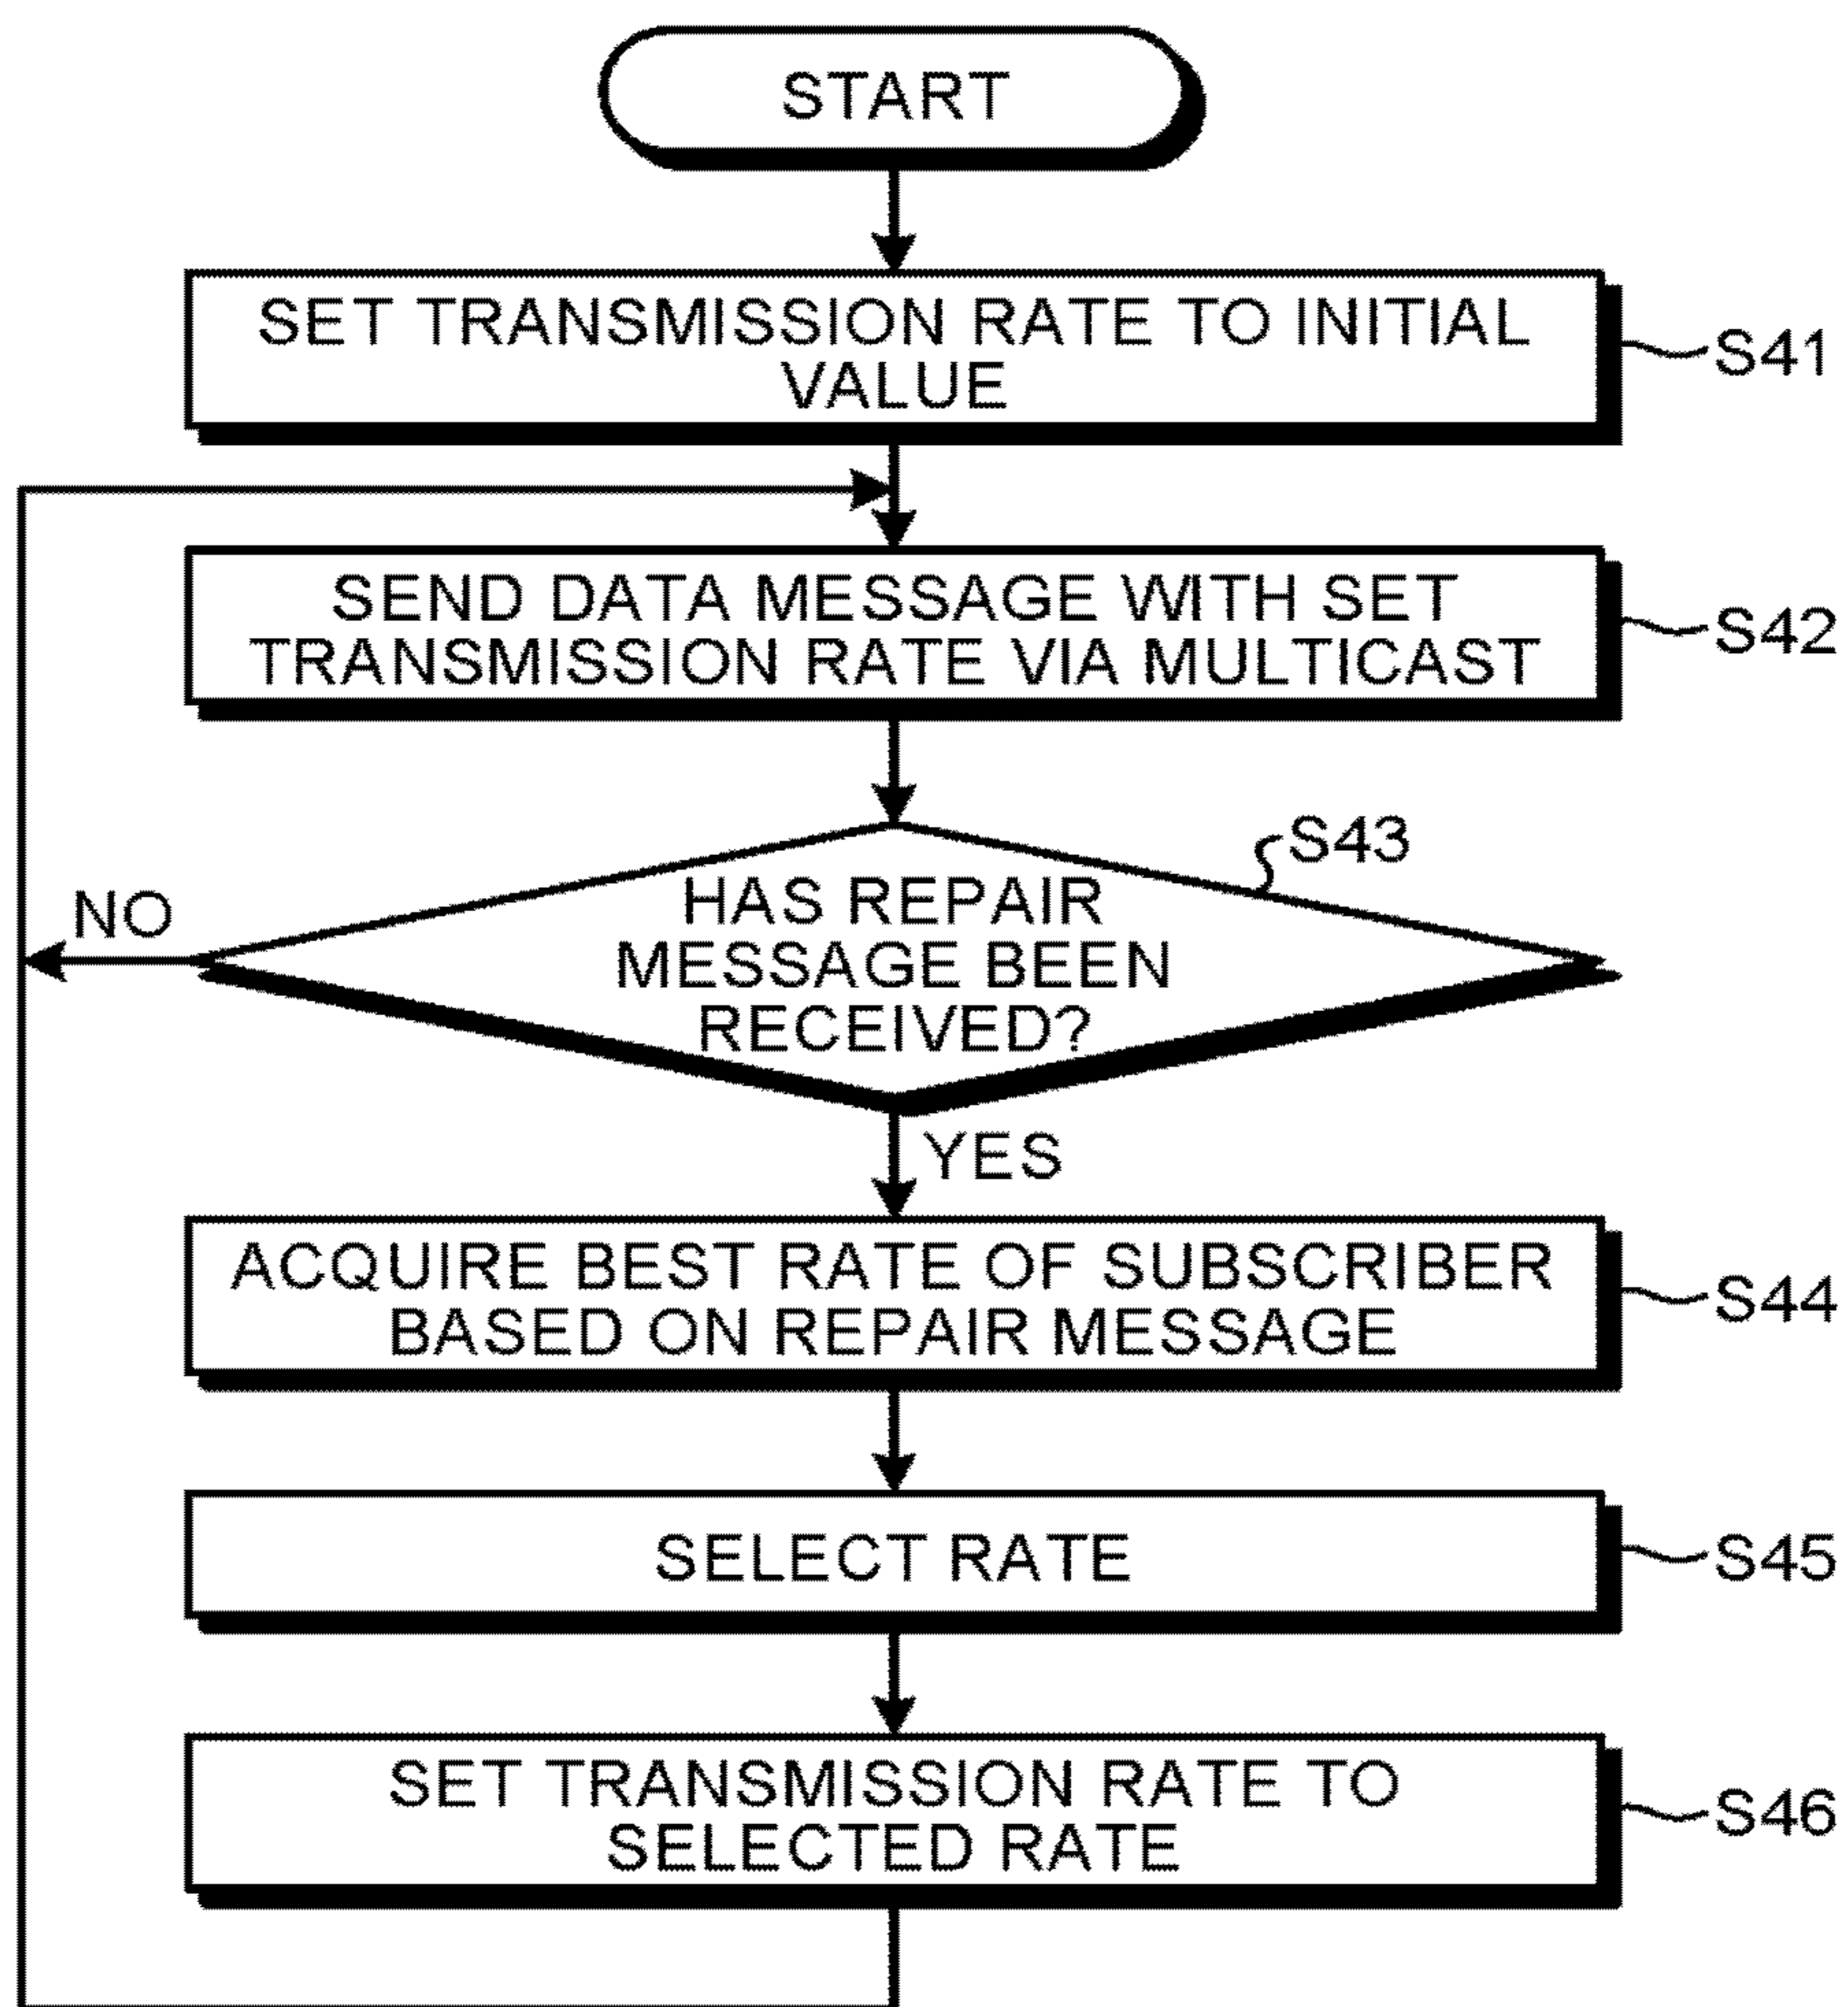 START
SET TRANSMISSION RATE TO INITIAL
VALUE
S41
SEND DATA MESSAGE WITH SET
TRANSMISSION RATE VIA MULTICAST
S42
S43
HAS REPAIR
MESSAGE BEEN
RECEIVED?
NO
YES
ACQUIRE BEST RATE OF SUBSCRIBER
BASED ON REPAIR MESSAGE
S44
SELECT RATE
S45
SET TRANSMISSION RATE TO
SELECTED RATE
S46